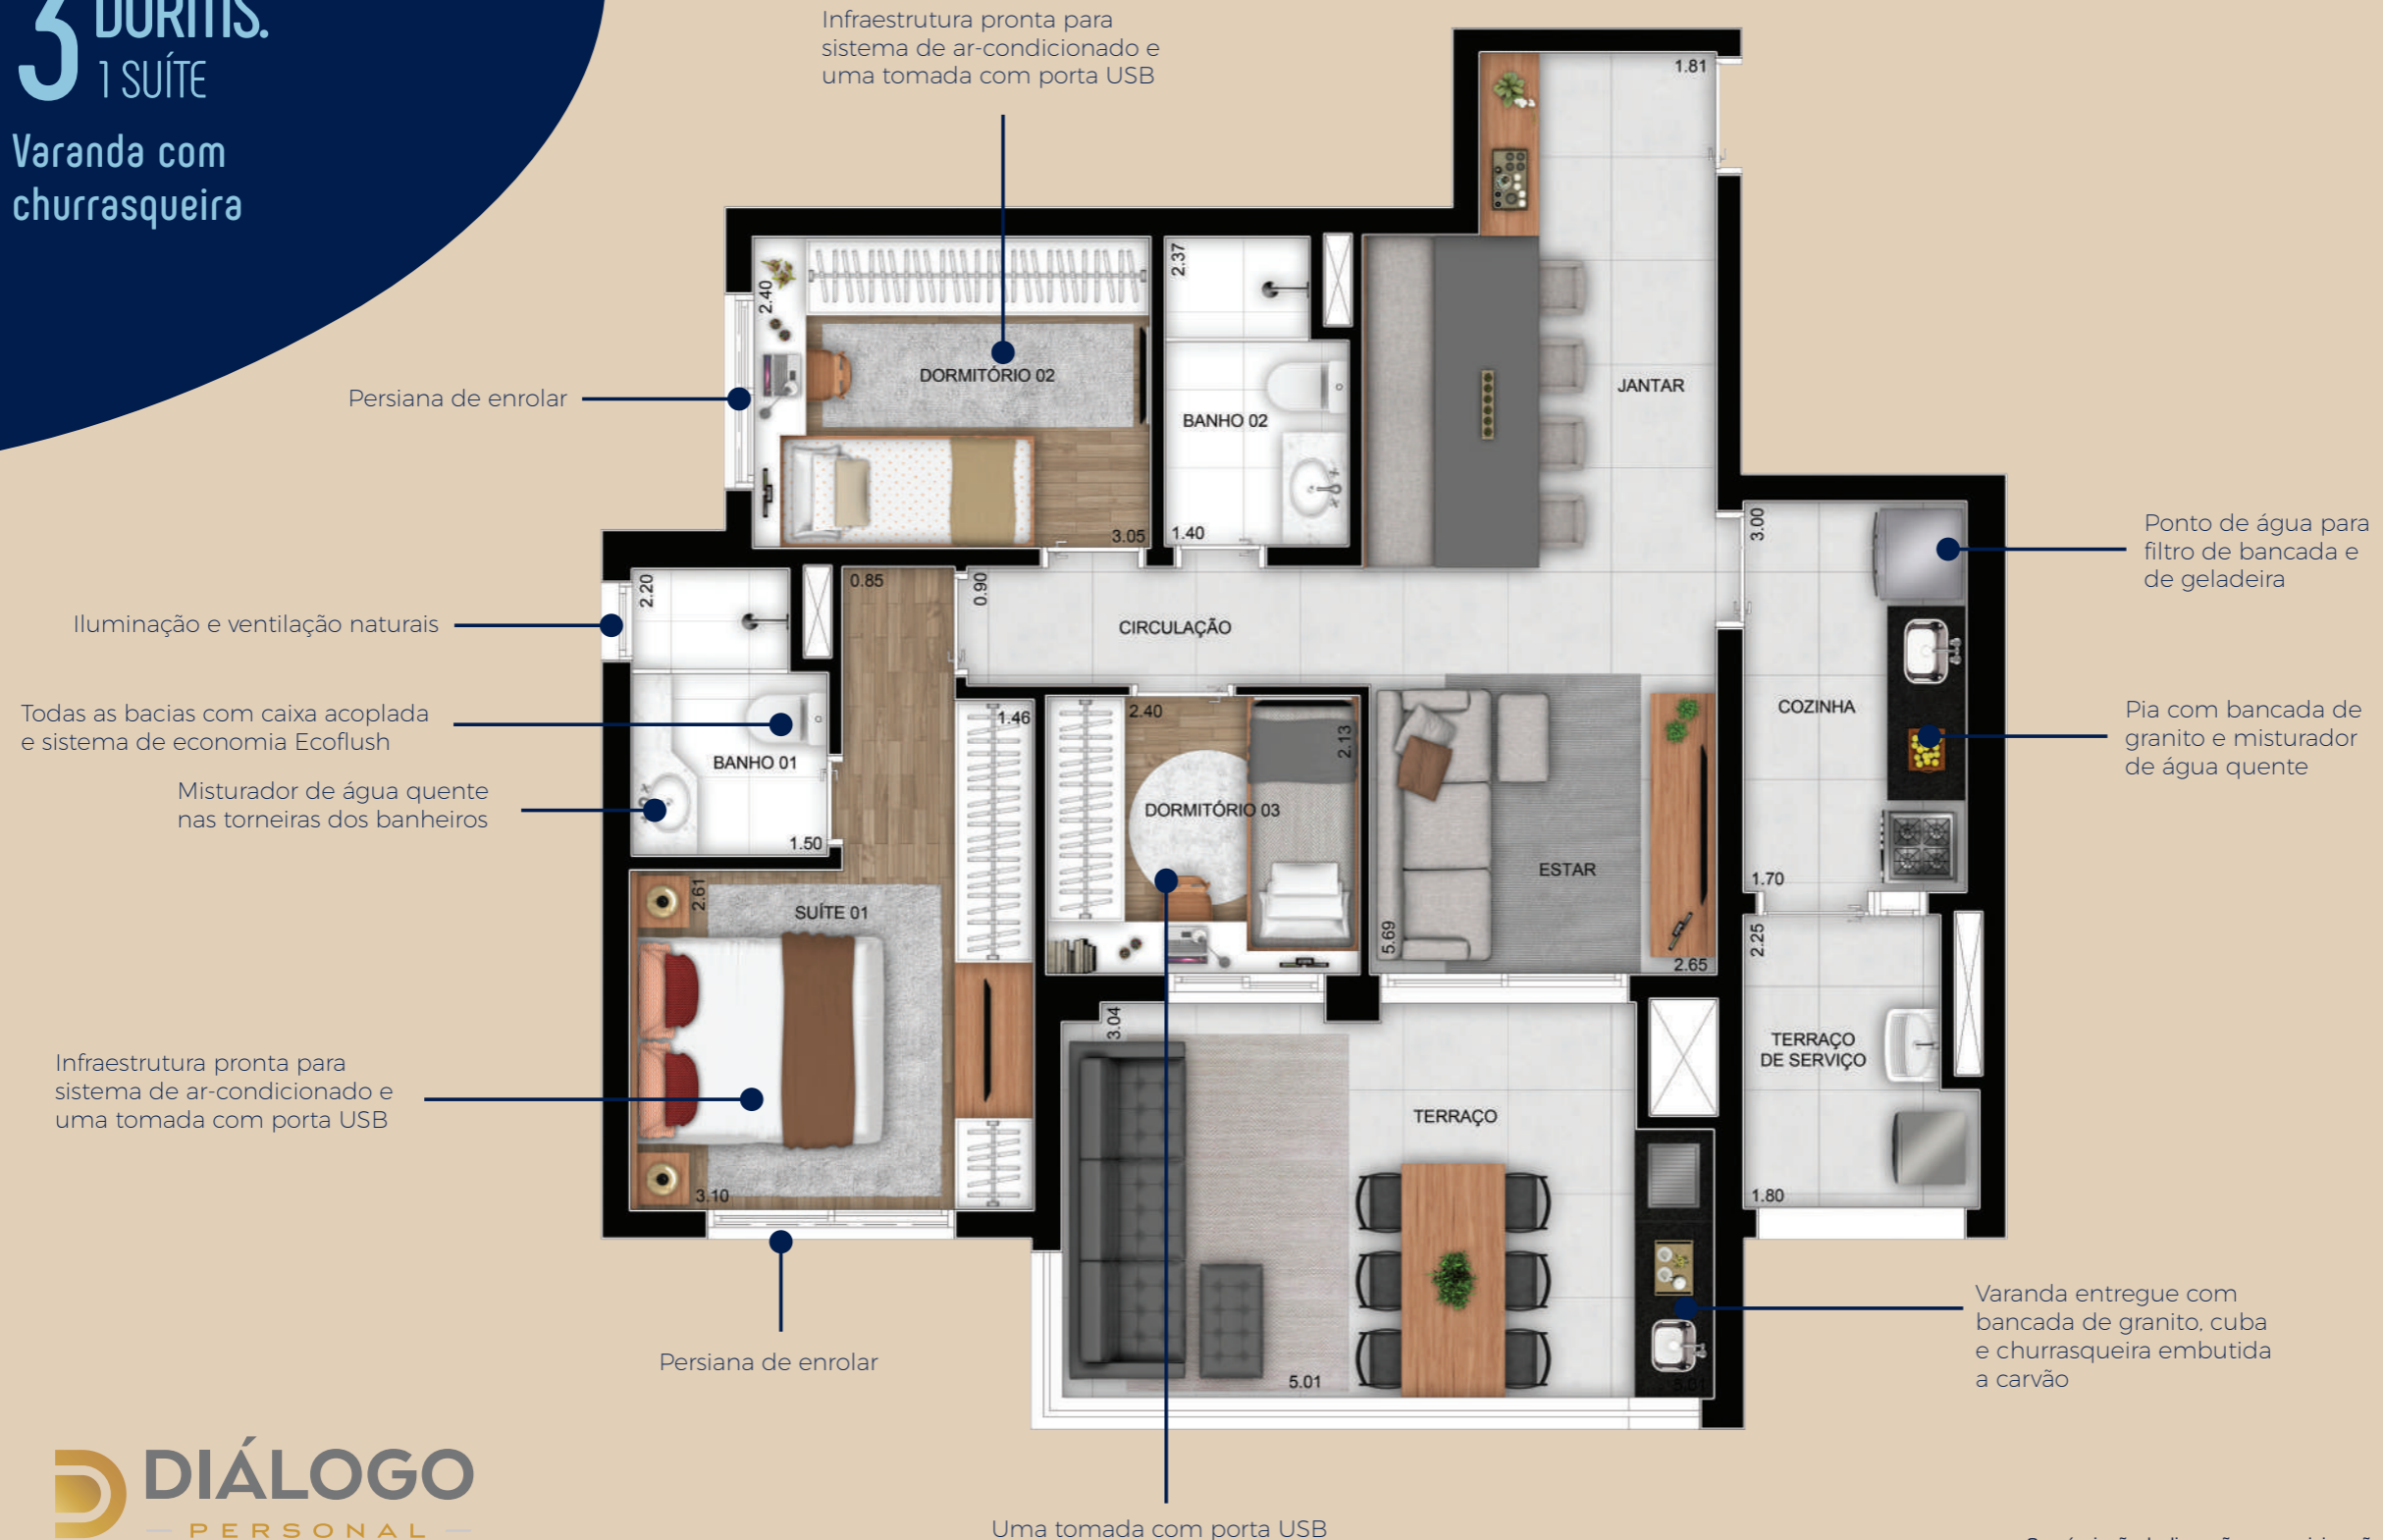 3 DORMS.
1 SUÍTE
Varanda com
churrasqueira
Infraestrutura pronta para
sistema de ar-condicionado e
uma tomada com porta USB
1.81
2.40
DORMITÓRIO 02
3.05
2.37
BANHO 02
1.40
JANTAR
Persiana de enrolar
3.00
Ponto de água para
filtro de bancada e
de geladeira
2.20
0.85
0.90
CIRCULAÇÃO
Iluminação e ventilação naturais
Todas as bacias com caixa acoplada
e sistema de economia Ecoflush
BANHO 01
Misturador de água quente
nas torneiras dos banheiros
1.50
1.46
2.40
2.13
DORMITÓRIO 03
COZINHA
Pia com bancada de
granito e misturador
de água quente
1.70
ESTAR
5.69
2.65
2.61
SUÍTE 01
3.10
2.25
TERRAÇO
DE SERVIÇO
1.80
3.04
TERRAÇO
5.01
Infraestrutura pronta para
sistema de ar-condicionado e
uma tomada com porta USB
Persiana de enrolar
Varanda entregue com
bancada de granito, cuba
e churrasqueira embutida
a carvão
Uma tomada com porta USB
DIÁLOGO
PERSONAL